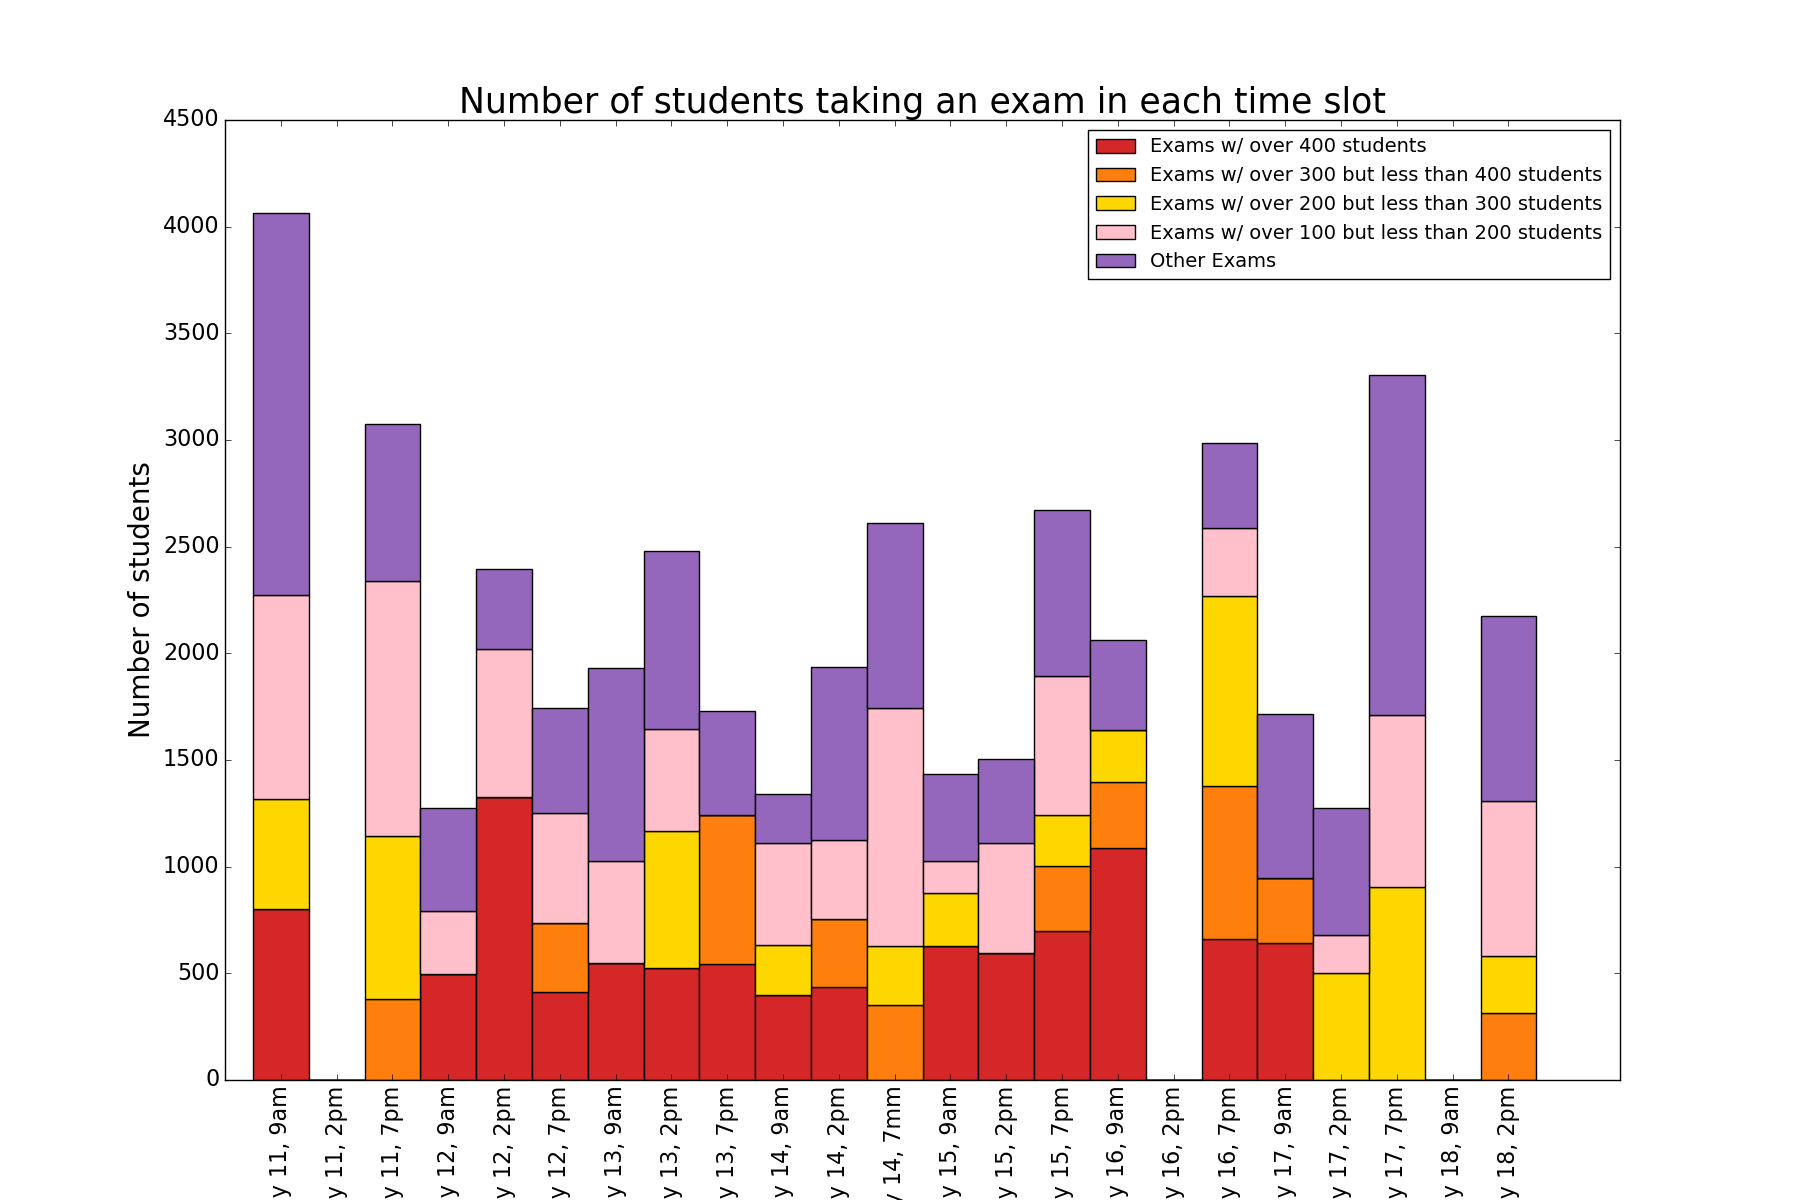 Number of students taking an exam in each time slot
Exams w/ over 400 students
Exams w/ over 300 but less than 400 students
Exams w/ over 200 but less than 300 students
Exams w/ over 100 but less than 200 students
Other Exams
4500
4000
3500
3000
2500
2000
1500
1000
500
0
Number of students
y 11, 9am
y 11, 2pm
y 11, 7pm
y 12, 9am
y 12, 2pm
y 12, 7pm
y 13, 9am
y 13, 2pm
y 13, 7pm
y 14, 9am
y 14, 2pm
y 14, 7mm
y 15, 9am
y 15, 2pm
y 15, 7pm
y 16, 9am
y 16, 2pm
y 16, 7pm
y 17, 9am
y 17, 2pm
y 17, 7pm
y 18, 9am
y 18, 2pm